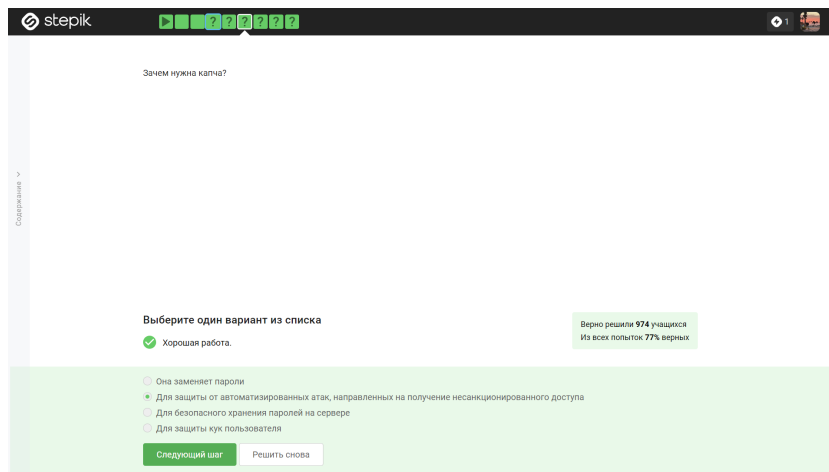 stepik
? ? ? ? ? ?
1
Зачем нужна капча?
Содержание
Выберите один вариант из списка
Хорошая работа.
Верно решили 974 учащихся
Из всех попыток 77% верных
Она заменяет пароли
Для защиты от автоматизированных атак, направленных на получение несанкционированного доступа
Для безопасного хранения паролей на сервере
Для защиты кук пользователя
Следующий шаг
Решить снова